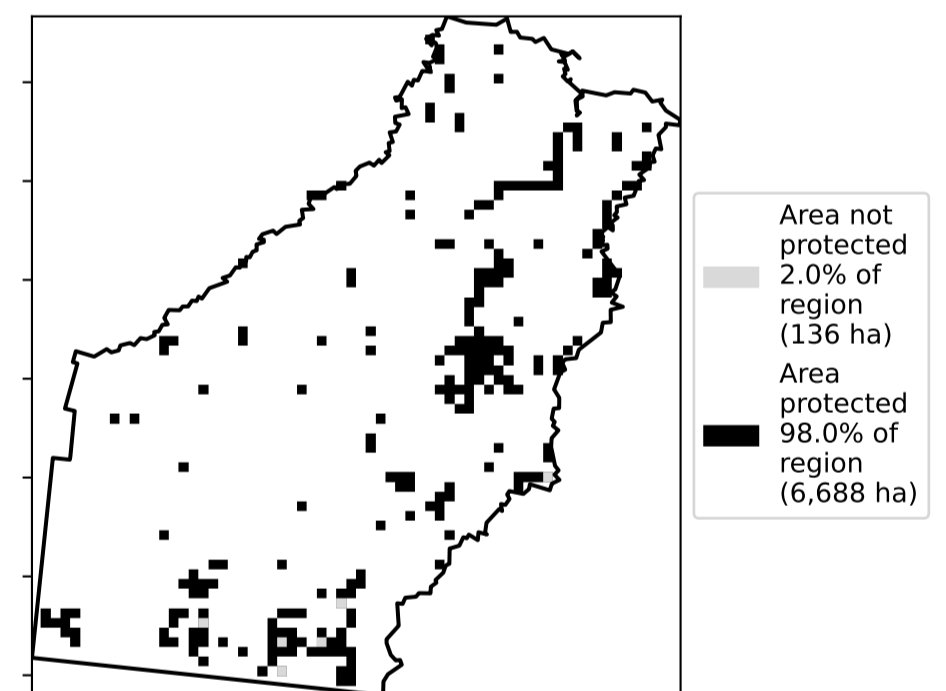 Area not
protected
2.0% of
region
(136 ha)
Area
protected
98.0% of
region
(6,688 ha)